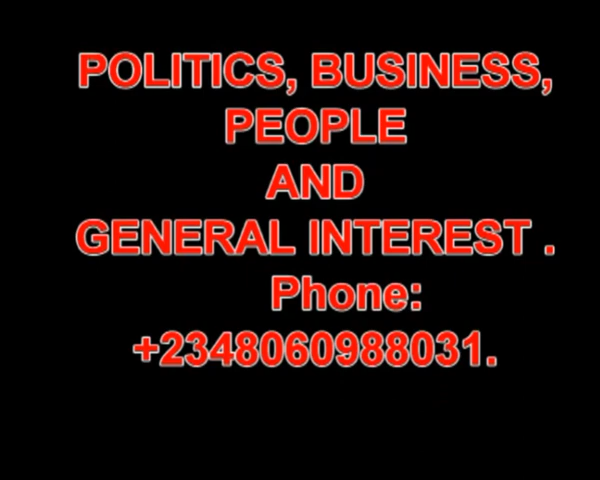 POLITICS, BUSINESS,
PEOPLE
AND
GENERAL INTEREST .
Phone:
+2348060988031.